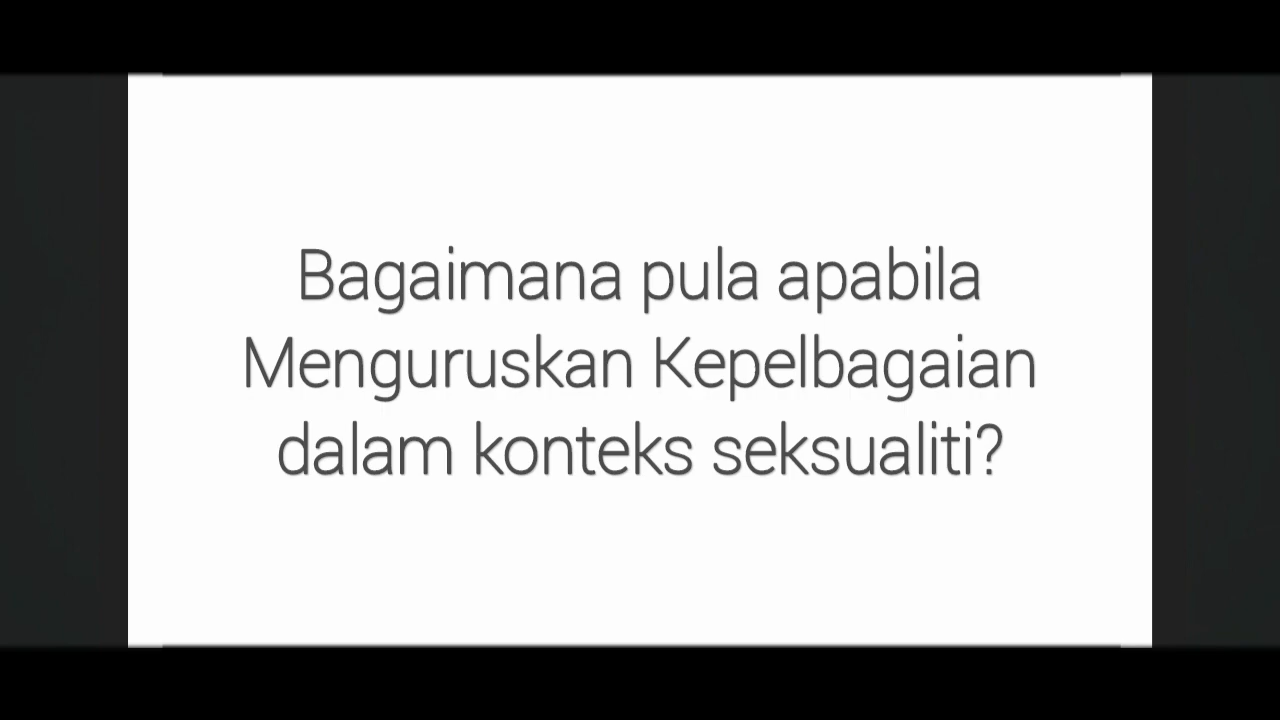 Bagaimana pula apabila
Menguruskan Kepelbagaian
dalam konteks seksualiti?